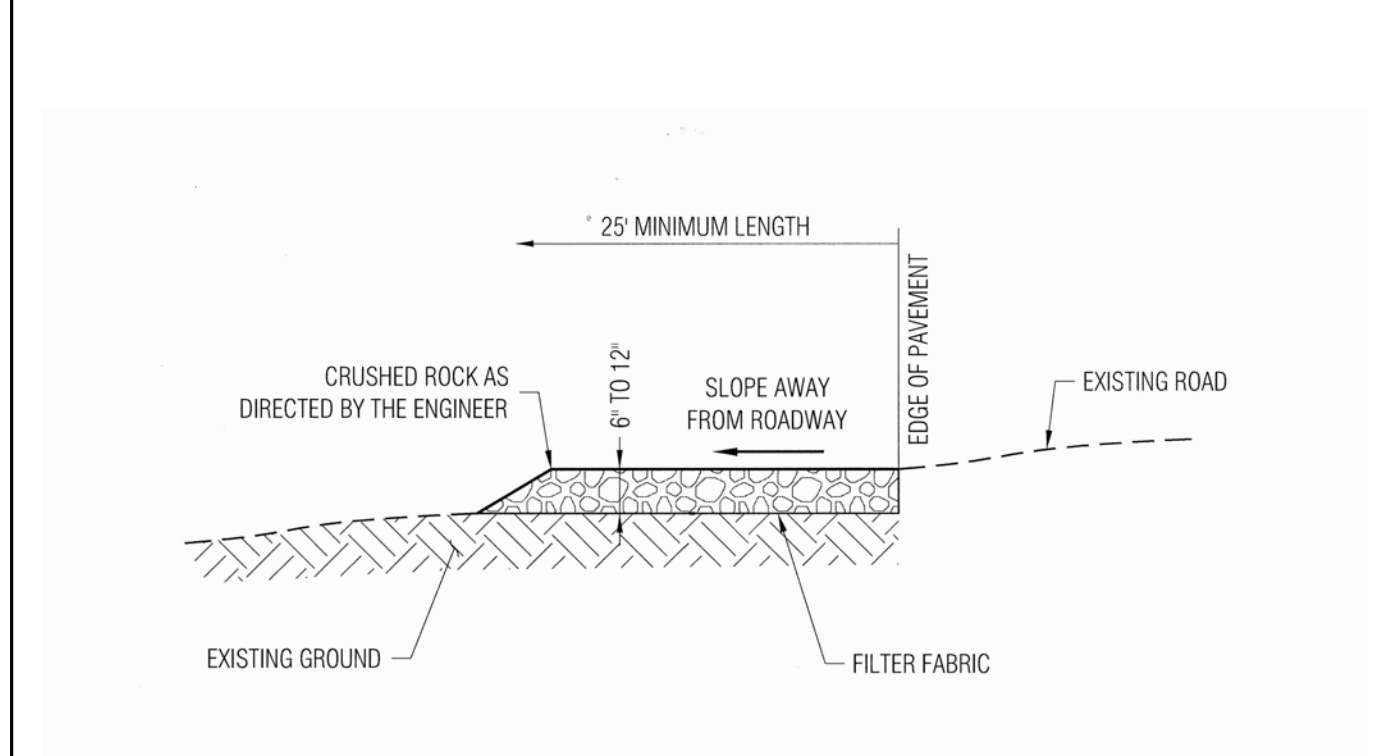 25' MINIMUM LENGTH
EDGE OF PAVEMENT
CRUSHED ROCK AS
DIRECTED BY THE ENGINEER
6" TO 12"
SLOPE AWAY
FROM ROADWAY
EXISTING ROAD
EXISTING GROUND
FILTER FABRIC